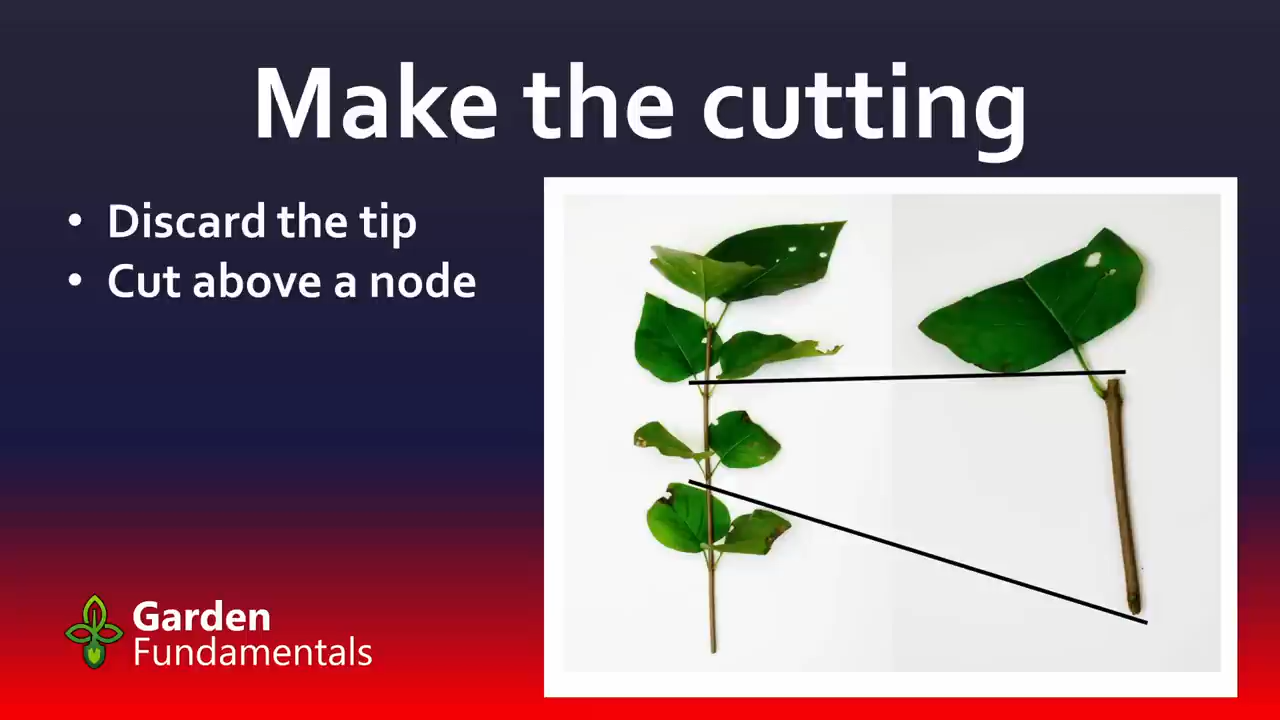 Make the cutting
• Discard the tip
• Cut above a node
Garden
Fundamentals